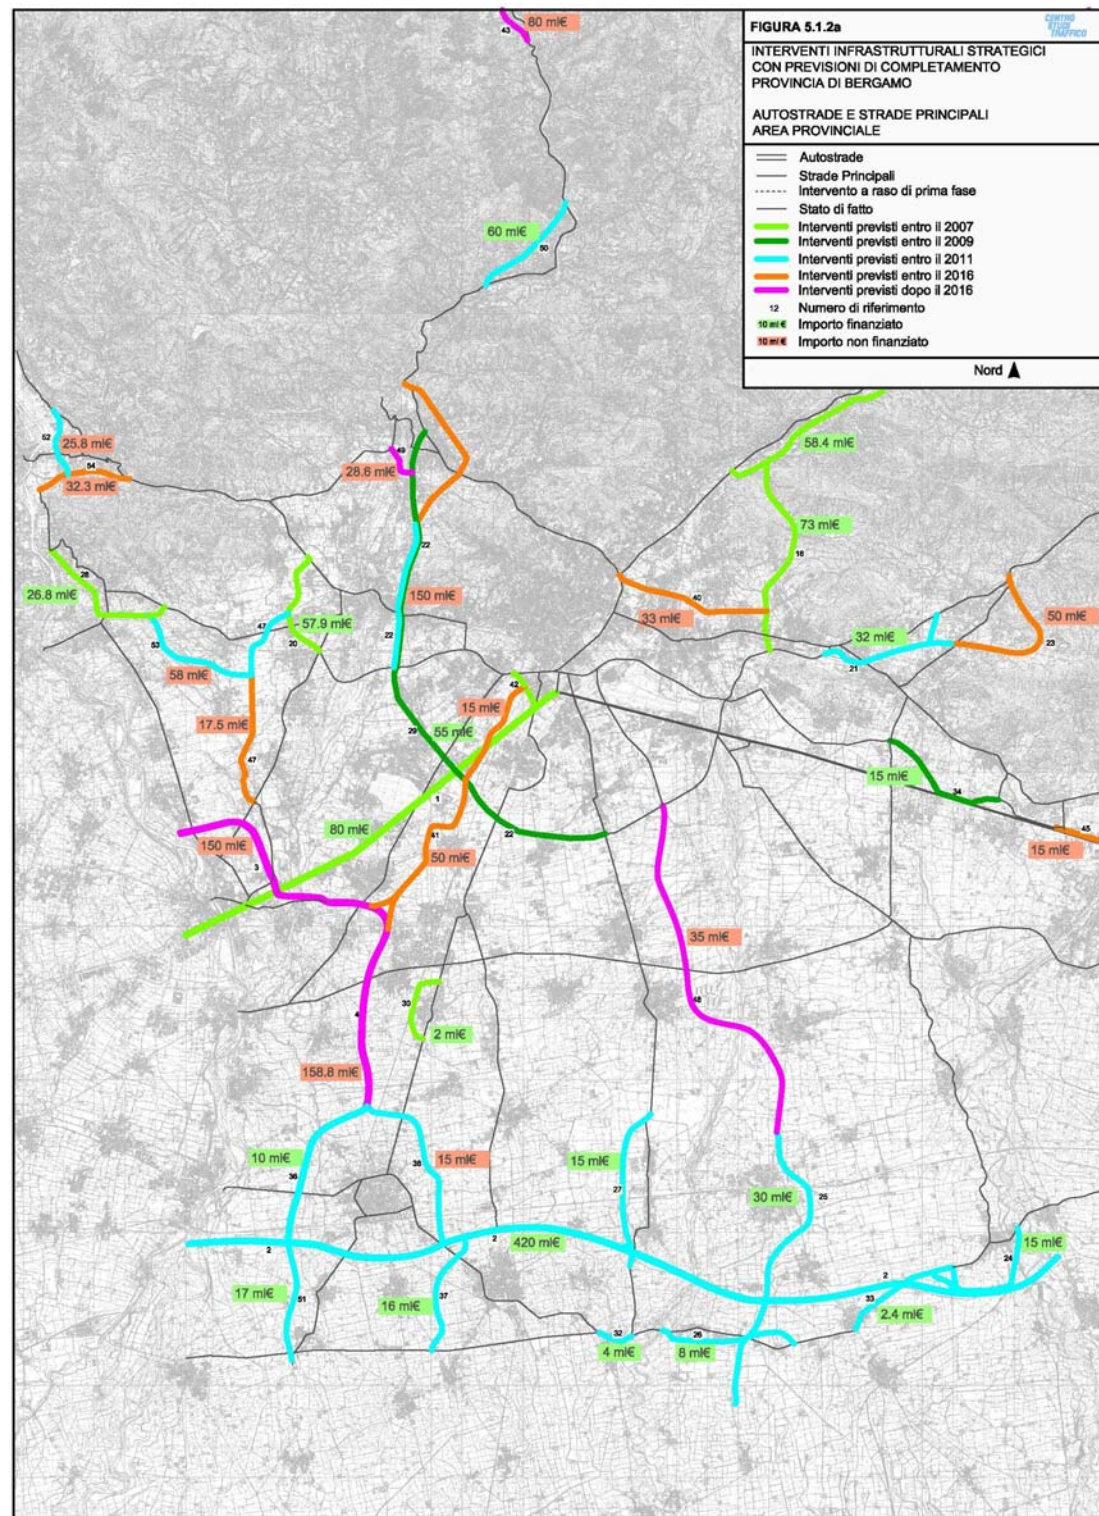 FIGURA 5.1.2a
CENTRO
STUDI
TRAFFICO
INTERVENTI INFRASTRUTTURALI STRATEGICI
CON PREVISIONI DI COMPLETAMENTO
PROVINCIA DI BERGAMO
AUTOSTRADE E STRADE PRINCIPALI
AREA PROVINCIALE
Autostrade
Strade Principali
Intervento a raso di prima fase
Stato di fatto
Interventi previsti entro il 2007
Interventi previsti entro il 2009
Interventi previsti entro il 2011
Interventi previsti entro il 2016
Interventi previsti dopo il 2016
12 Numero di riferimento
10 ml € Importo finanziato
10 ml € Importo non finanziato
Nord
80 ml€
43
60 ml€
50
52
25.8 ml€
54
32.3 ml€
49
28.6 ml€
58.4 ml€
73 ml€
18
22
28
26.8 ml€
150 ml€
40
33 ml€
50 ml€
23
47
57.9 ml€
20
53
58 ml€
22
32 ml€
21
42
15 ml€
17.5 ml€
29
55 ml€
47
1
15 ml€
34
80 ml€
41
22
45
15 ml€
150 ml€
3
50 ml€
35 ml€
48
30
4
2 ml€
158.8 ml€
10 ml€
36
38
15 ml€
15 ml€
27
30 ml€
25
2
2
420 ml€
24
15 ml€
2
33
2.4 ml€
17 ml€
51
16 ml€
37
32
4 ml€
26
8 ml€